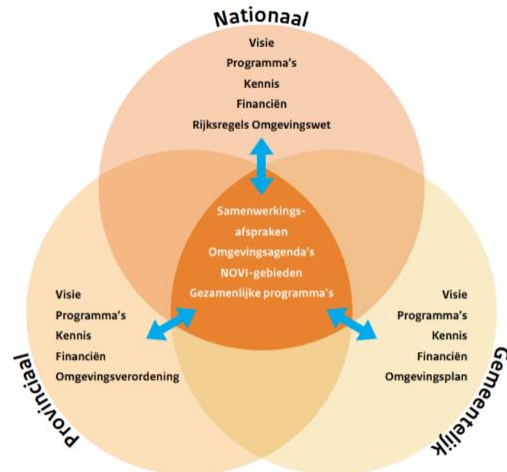 Nationaal
Visie
Programma's
Kennis
Financiën
Rijksregels Omgevingswet
Samenwerkings-
afspraken
Omgevingsagenda's
NOVI-gebieden
Gezamenlijke programma's
Visie
Programma's
Kennis
Financiën
Omgevingsverordening
Provinciaal
Visie
Programma's
Kennis
Financiën
Omgevingsplan
Gemeentelijk